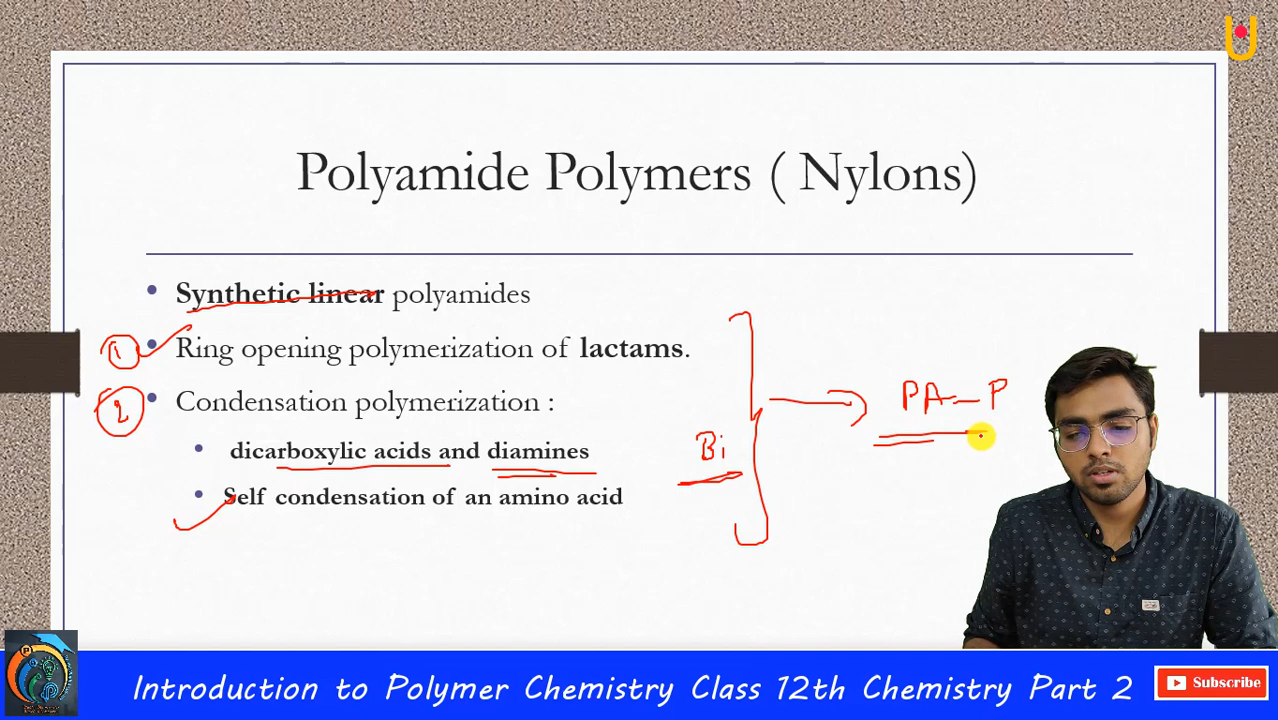 Polyamide Polymers ( Nylons)
• Synthetic linear polyamides
1 • Ring opening polymerization of lactams.
2 • Condensation polymerization :
• dicarboxylic acids and diamines
• Self condensation of an amino acid
Bi
PA-P
Introduction to Polymer Chemistry Class 12th Chemistry Part 2
Subscribe